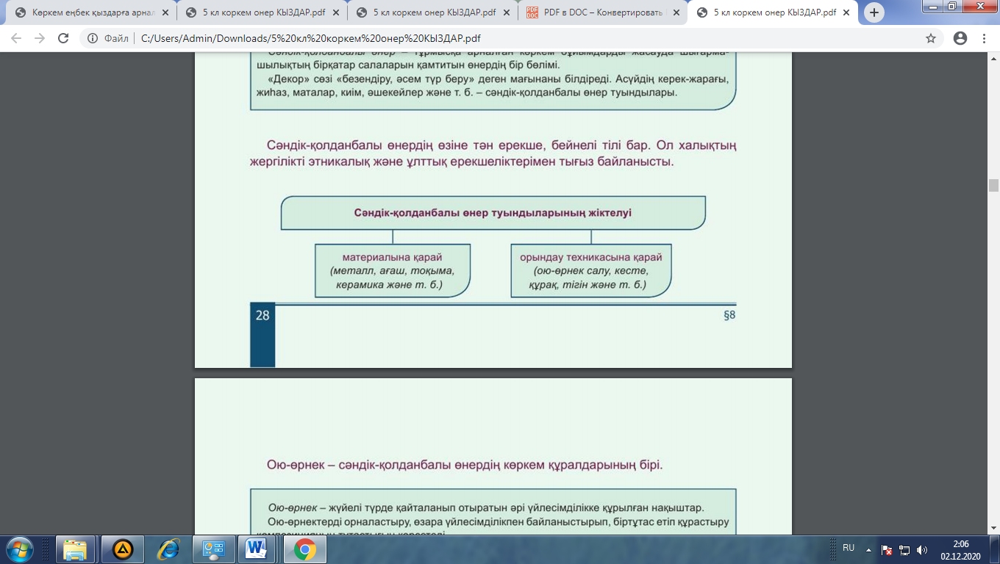 Көркем еңбек қыздарға арнал
5 кл коркем онер КЫЗДАР.pdf
5 кл коркем онер КЫЗДАР.pdf
PDF в DOC – Конвертировать
5 кл коркем онер КЫЗДАР.pdf
Файл
C:/Users/Admin/Downloads/5%20кл%20коркем%20онер%20КЫЗДАР.pdf
Сәндік-қолданбалы өнер – тұрмысқа арналған көркем бұйымдарды жасауда шығарма-
шылықтың бірқатар салаларын қамтитын өнердің бір бөлімі.
«Декор» сөзі «безендіру, әсем түр беру» деген мағынаны білдіреді. Асүйдің керек-жарағы,
жиһаз, маталар, киім, әшекейлер және т. б. – сәндік-қолданбалы өнер туындылары.
Сәндік-қолданбалы өнердің өзіне тән ерекше, бейнелі тілі бар. Ол халықтың
жергілікті этникалық және ұлттық ерекшеліктерімен тығыз байланысты.
Сәндік-қолданбалы өнер туындыларының жіктелуі
материалына қарай
(металл, ағаш, тоқыма,
керамика және т. б.)
орындау техникасына қарай
(ою-өрнек салу, кесте,
құрақ, тігін және т. б.)
28
§8
Ою-өрнек – сәндік-қолданбалы өнердің көркем құралдарының бірі.
Ою-өрнек – жүйелі түрде қайталанып отыратын әрі үйлесімділікке құрылған нақыштар.
Ою-өрнектерді орналастыру, өзара үйлесімділікпен байланыстырып, біртұтас етіп құрастыру
RU
2:06
02.12.2020